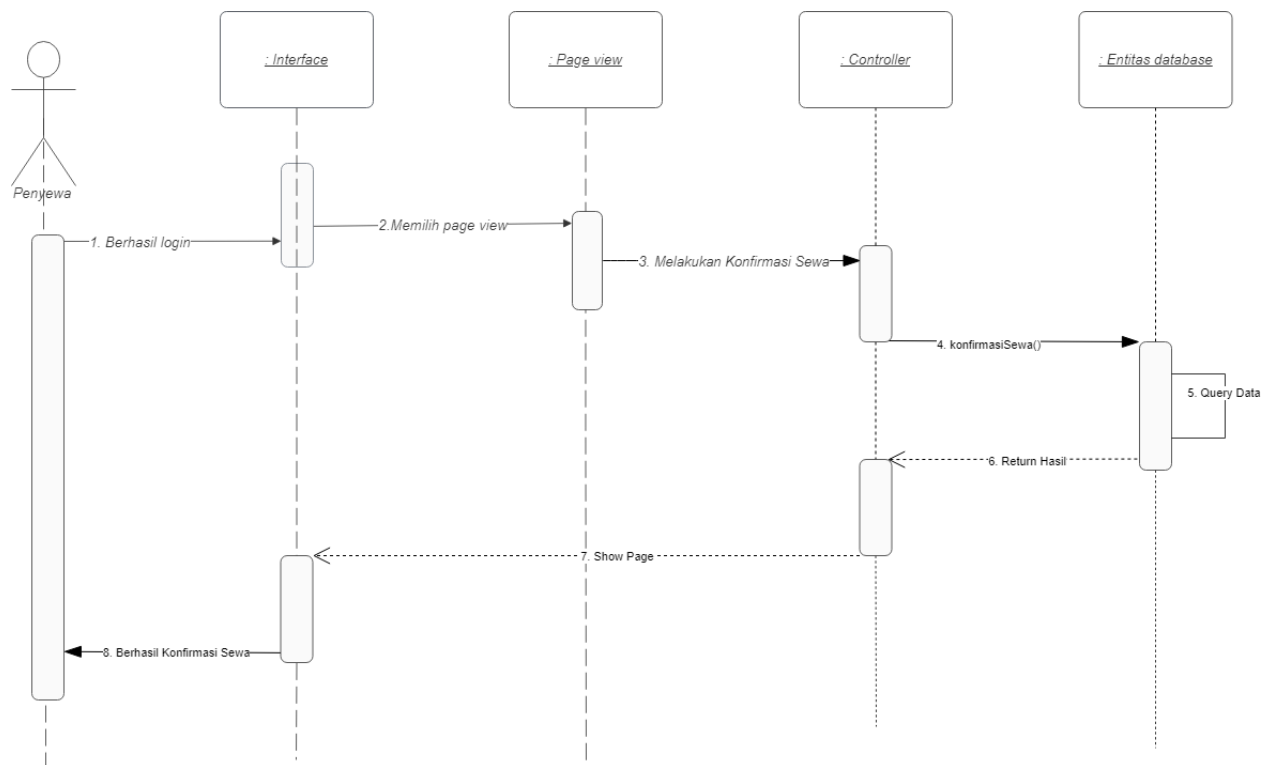 : Interface
: Page view
: Controller
: Entitas database
Penyewa
1. Berhasil login
2.Memilih page view
3. Melakukan Konfirmasi Sewa
4. konfirmasiSewa()
5. Query Data
6. Return Hasil
7. Show Page
8. Berhasil Konfirmasi Sewa